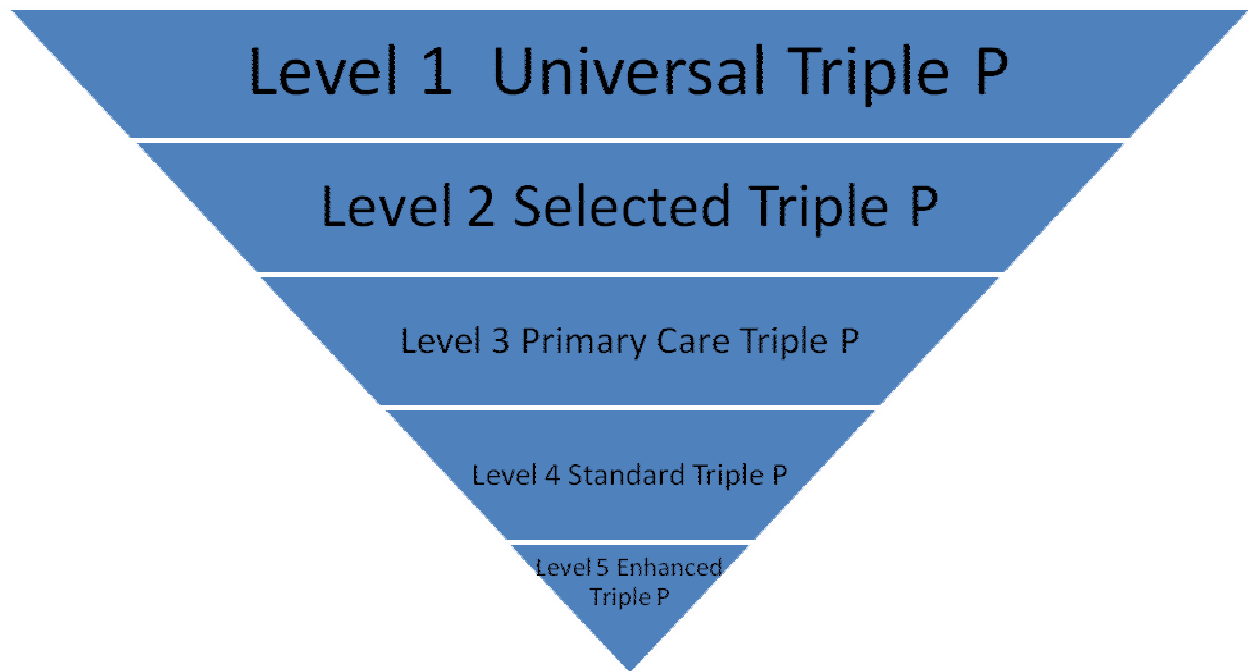 Level 1  Universal Triple P
Level 2 Selected Triple P
Level 3 Primary Care Triple P
Level 4 Standard Triple P
Level 5 Enhanced
Triple P